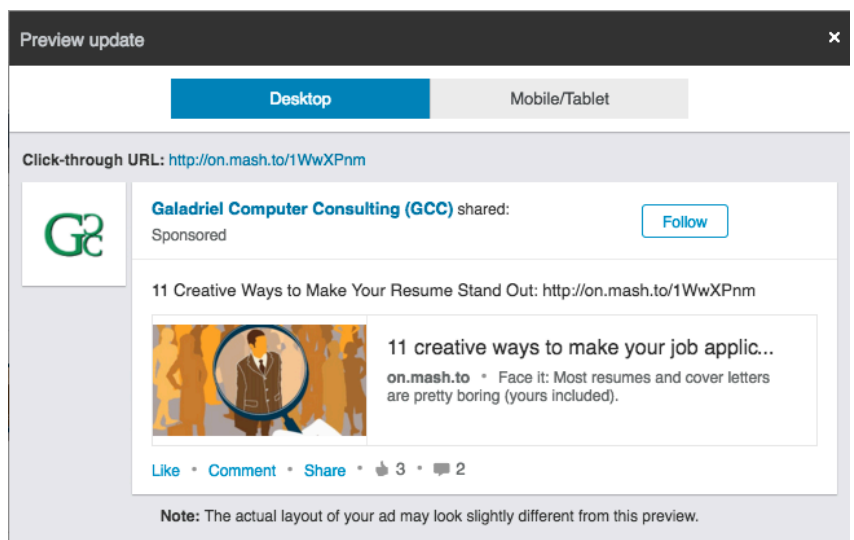 Preview update ×
Desktop Mobile/Tablet
Click-through URL: http://on.mash.to/1WwXPnm
GCC
Galadriel Computer Consulting (GCC) shared:
Sponsored
Follow
11 Creative Ways to Make Your Resume Stand Out: http://on.mash.to/1WwXPnm
11 creative ways to make your job applic...
on.mash.to • Face it: Most resumes and cover letters
are pretty boring (yours included).
Like • Comment • Share • 3 • 2
Note: The actual layout of your ad may look slightly different from this preview.